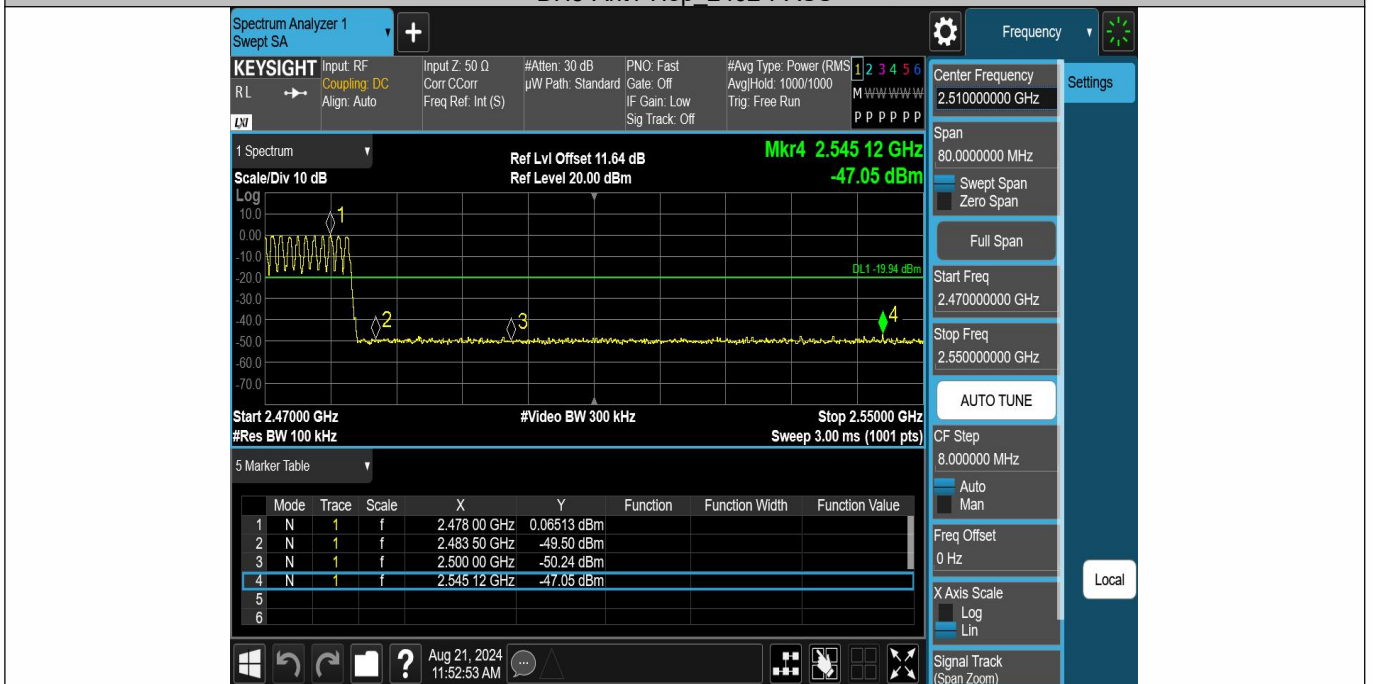 Spectrum Analyzer 1
Swept SA
Frequency
KEYSIGHT
RL
LXI
Input: RF
Coupling: DC
Align: Auto
Input Z: 50 Ω
Corr CCorr
Freq Ref: Int (S)
#Atten: 30 dB
µW Path: Standard
PNO: Fast
Gate: Off
IF Gain: Low
Sig Track: Off
#Avg Type: Power (RMS
Avg|Hold: 1000/1000
Trig: Free Run
1 2 3 4 5 6
M W W W W W
P P P P P P
1 Spectrum
Scale/Div 10 dB
Ref Lvl Offset 11.64 dB
Ref Level 20.00 dBm
Mkr4 2.545 12 GHz
-47.05 dBm
Log
10.0
0.00
-10.0
-20.0
-30.0
-40.0
-50.0
-60.0
-70.0
1
2
3
4
DL1 -19.94 dBm
Start 2.47000 GHz
#Video BW 300 kHz
Stop 2.55000 GHz
#Res BW 100 kHz
Sweep 3.00 ms (1001 pts)
5 Marker Table
Mode Trace Scale X Y Function Function Width Function Value
1 N 1 f 2.478 00 GHz 0.06513 dBm
2 N 1 f 2.483 50 GHz -49.50 dBm
3 N 1 f 2.500 00 GHz -50.24 dBm
4 N 1 f 2.545 12 GHz -47.05 dBm
5
6
Aug 21, 2024
11:52:53 AM
Center Frequency
2.510000000 GHz
Span
80.0000000 MHz
Swept Span
Zero Span
Full Span
Start Freq
2.470000000 GHz
Stop Freq
2.550000000 GHz
AUTO TUNE
CF Step
8.000000 MHz
Auto
Man
Freq Offset
0 Hz
X Axis Scale
Log
Lin
Signal Track
(Span Zoom)
Settings
Local